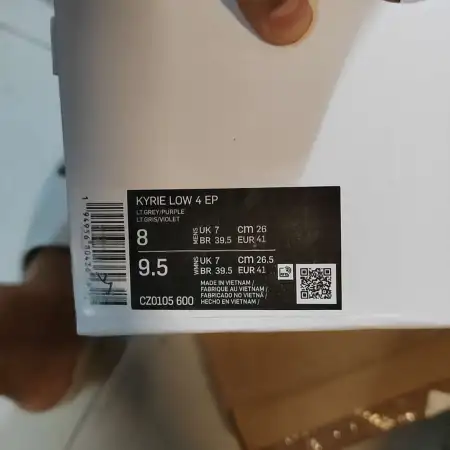 KYRIE LOW 4 EP
LT.GREY/PURPLE
LT.GRIS/VIOLET
8 MENS UK 7 cm 26
BR 39.5 EUR 41
9.5 WMNS UK 7 cm 26.5
BR 39.5 EUR 41
MADE IN VIETNAM /
FABRIQUE AU VIETNAM /
FABRICADO NO VIETNÃ /
HECHO EN VIETNAM /
CZ0105 600